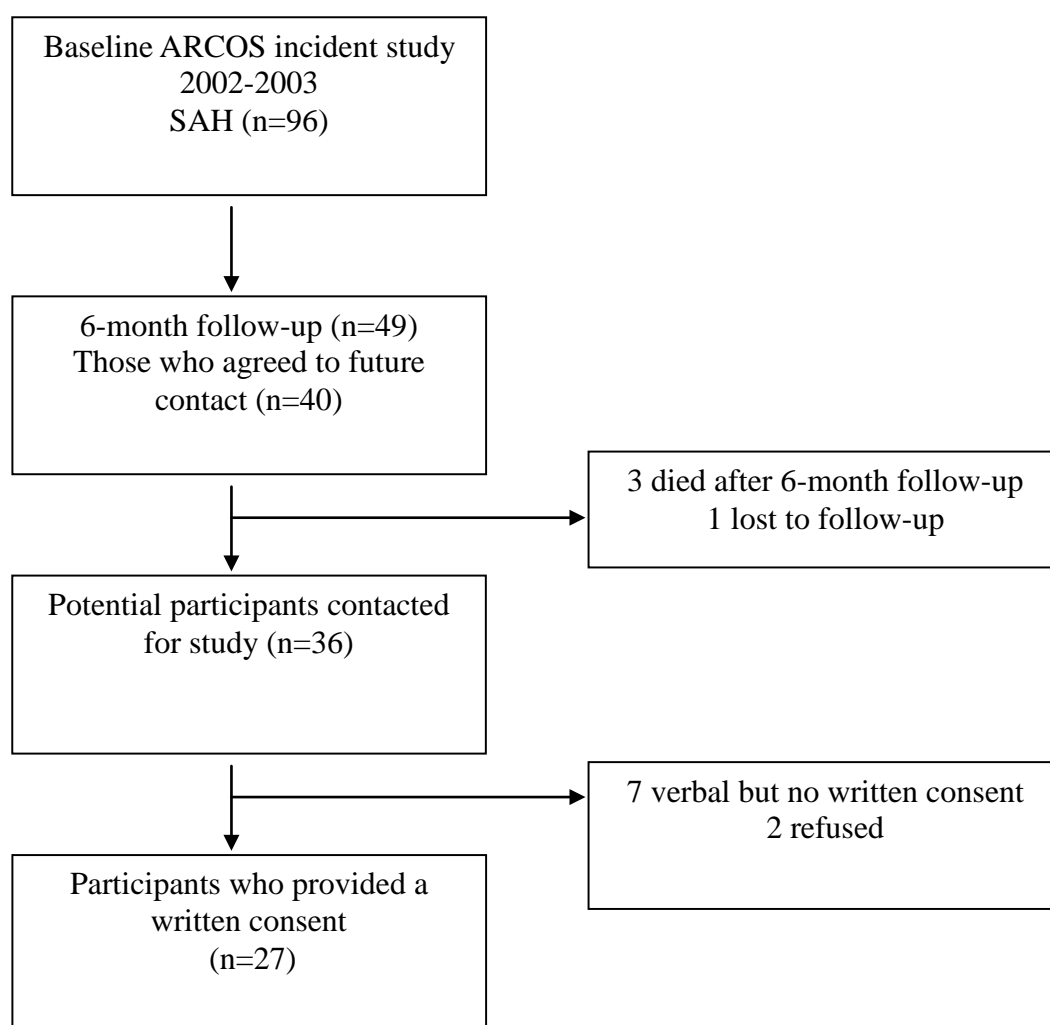 Baseline ARCOS incident study
2002-2003
SAH (n=96)
6-month follow-up (n=49)
Those who agreed to future
contact (n=40)
3 died after 6-month follow-up
1 lost to follow-up
Potential participants contacted
for study (n=36)
7 verbal but no written consent
2 refused
Participants who provided a
written consent
(n=27)